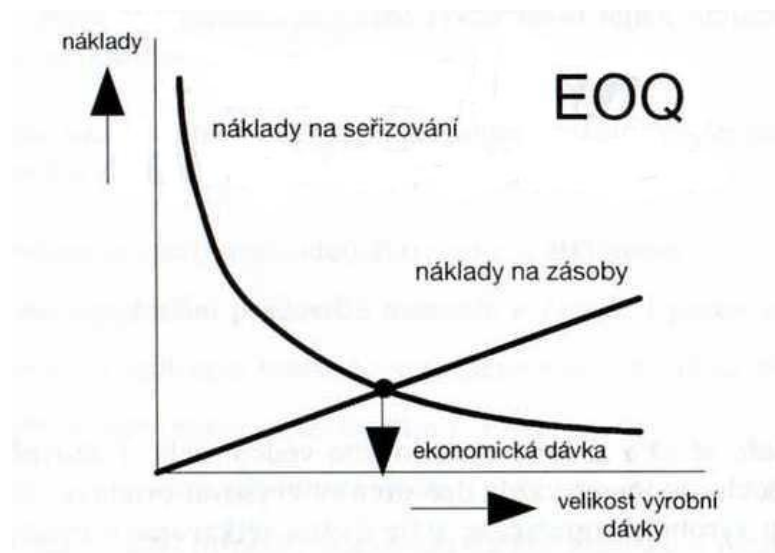 náklady
EOQ
náklady na seřizování
náklady na zásoby
ekonomická dávka
velikost výrobní
dávky